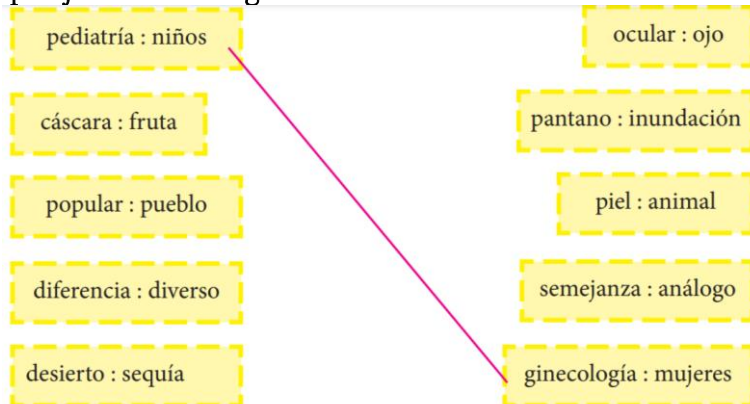 pediatría : niños
ocular : ojo
cáscara : fruta
pantano : inundación
popular : pueblo
piel : animal
diferencia : diverso
semejanza : análogo
desierto : sequía
ginecología : mujeres